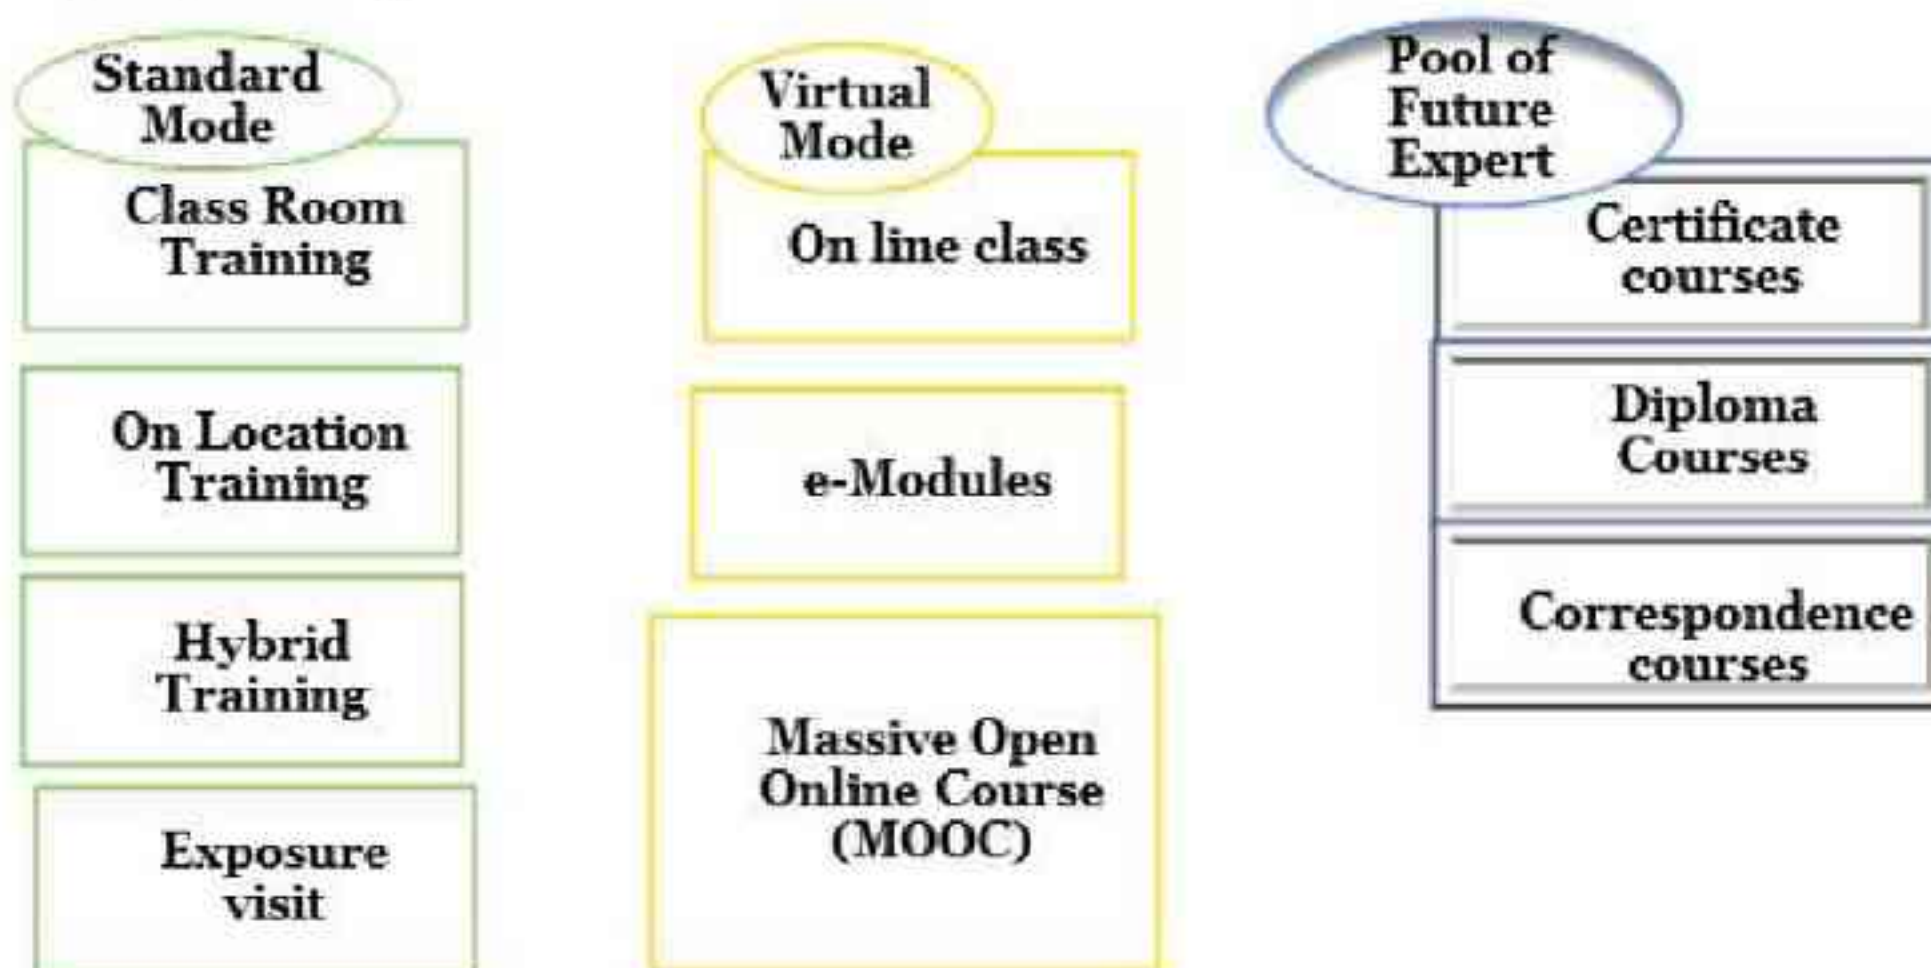 Standard
Mode
Class Room
Training
On Location
Training
Hybrid
Training
Exposure
visit
Virtual
Mode
On line class
e-Modules
Massive Open
Online Course
(MOOC)
Pool of
Future
Expert
Certificate
courses
Diploma
Courses
Correspondence
courses